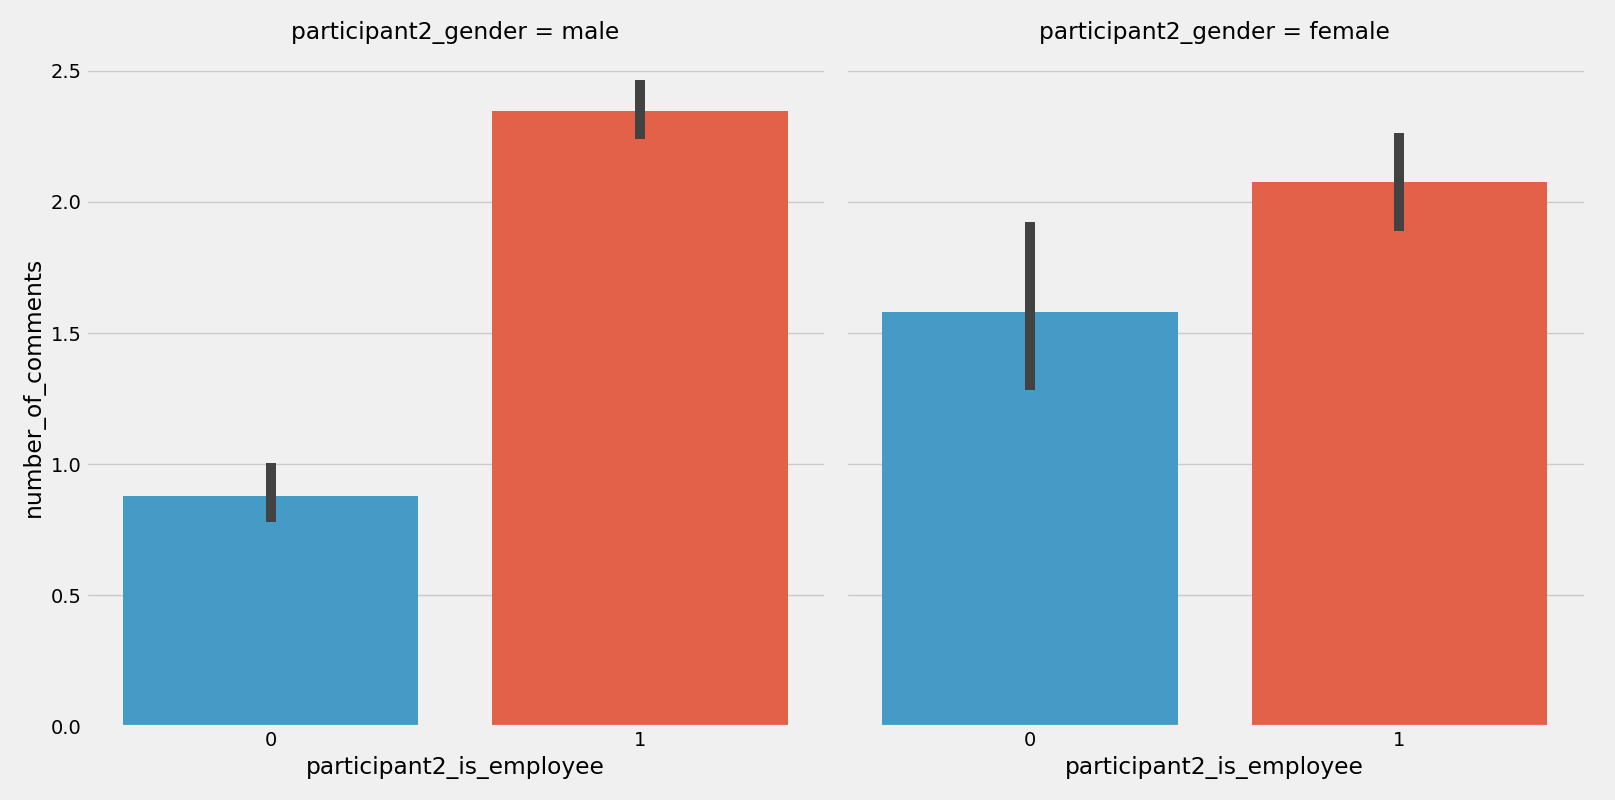 participant2_gender = male
participant2_gender = female
number_of_comments
2.5
2.0
1.5
1.0
0.5
0.0
0 1
0 1
participant2_is_employee
participant2_is_employee